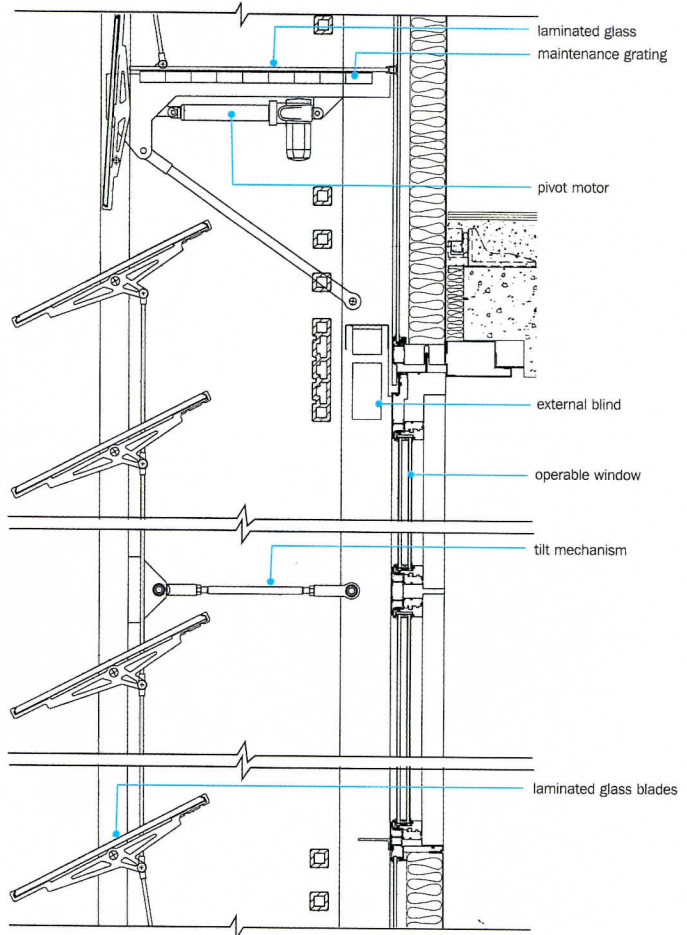 laminated glass
maintenance grating
pivot motor
external blind
operable window
tilt mechanism
laminated glass blades